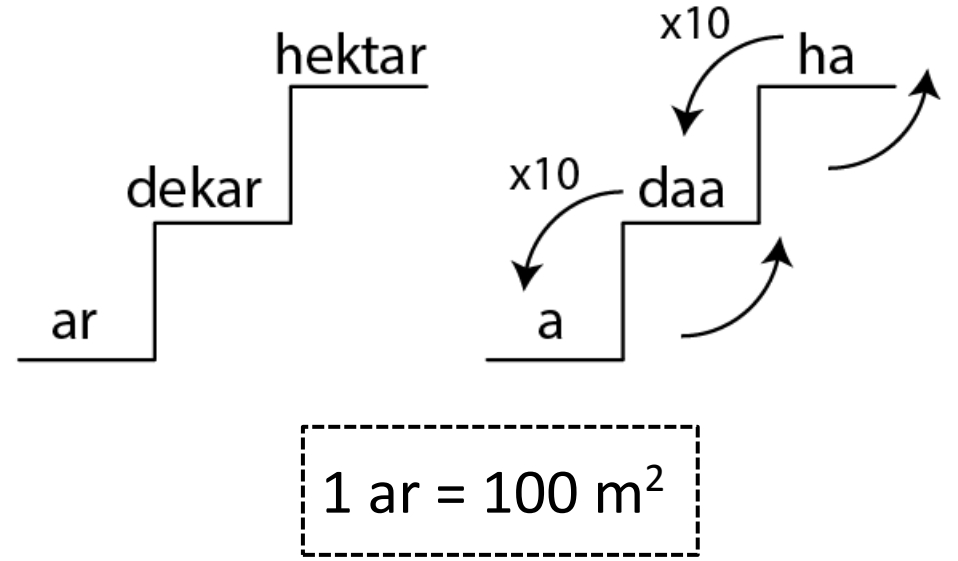 hektar
dekar
ar
x10
ha
x10
daa
a
1 ar = 100 m²